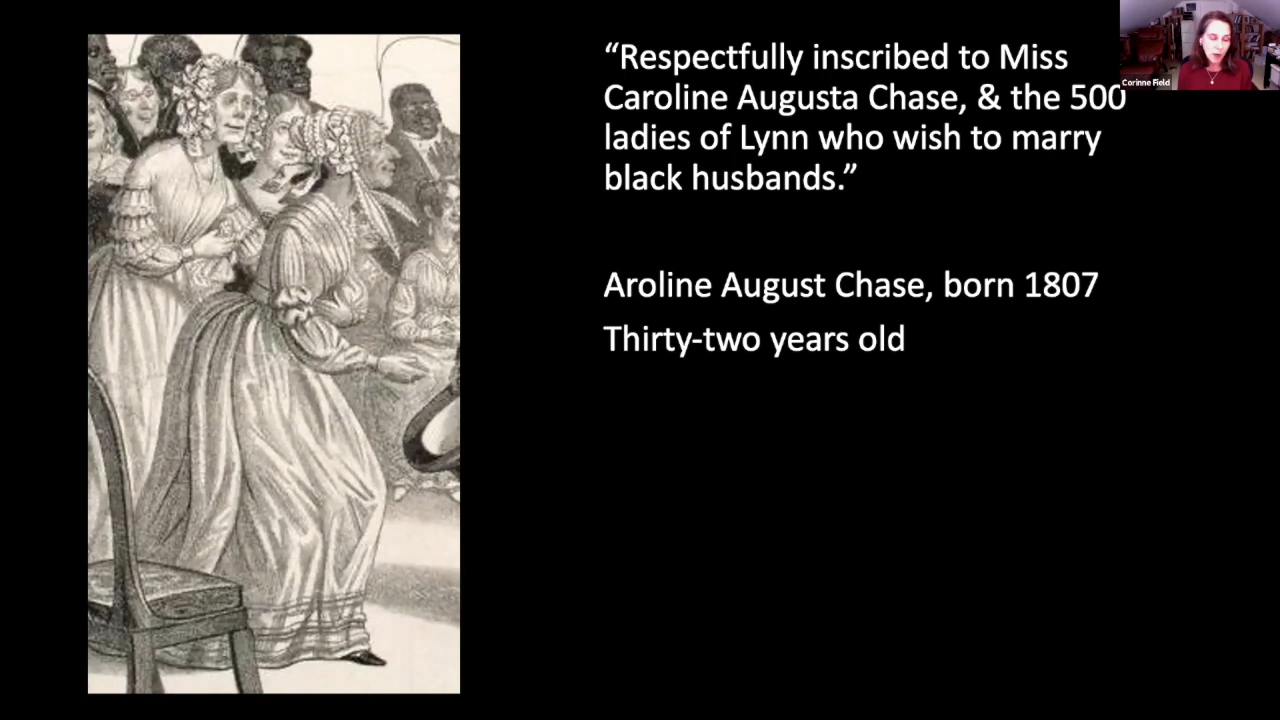 “Respectfully inscribed to Miss
Caroline Augusta Chase, & the 500
ladies of Lynn who wish to marry
black husbands.”
Aroline August Chase, born 1807
Thirty-two years old
Corinne Field